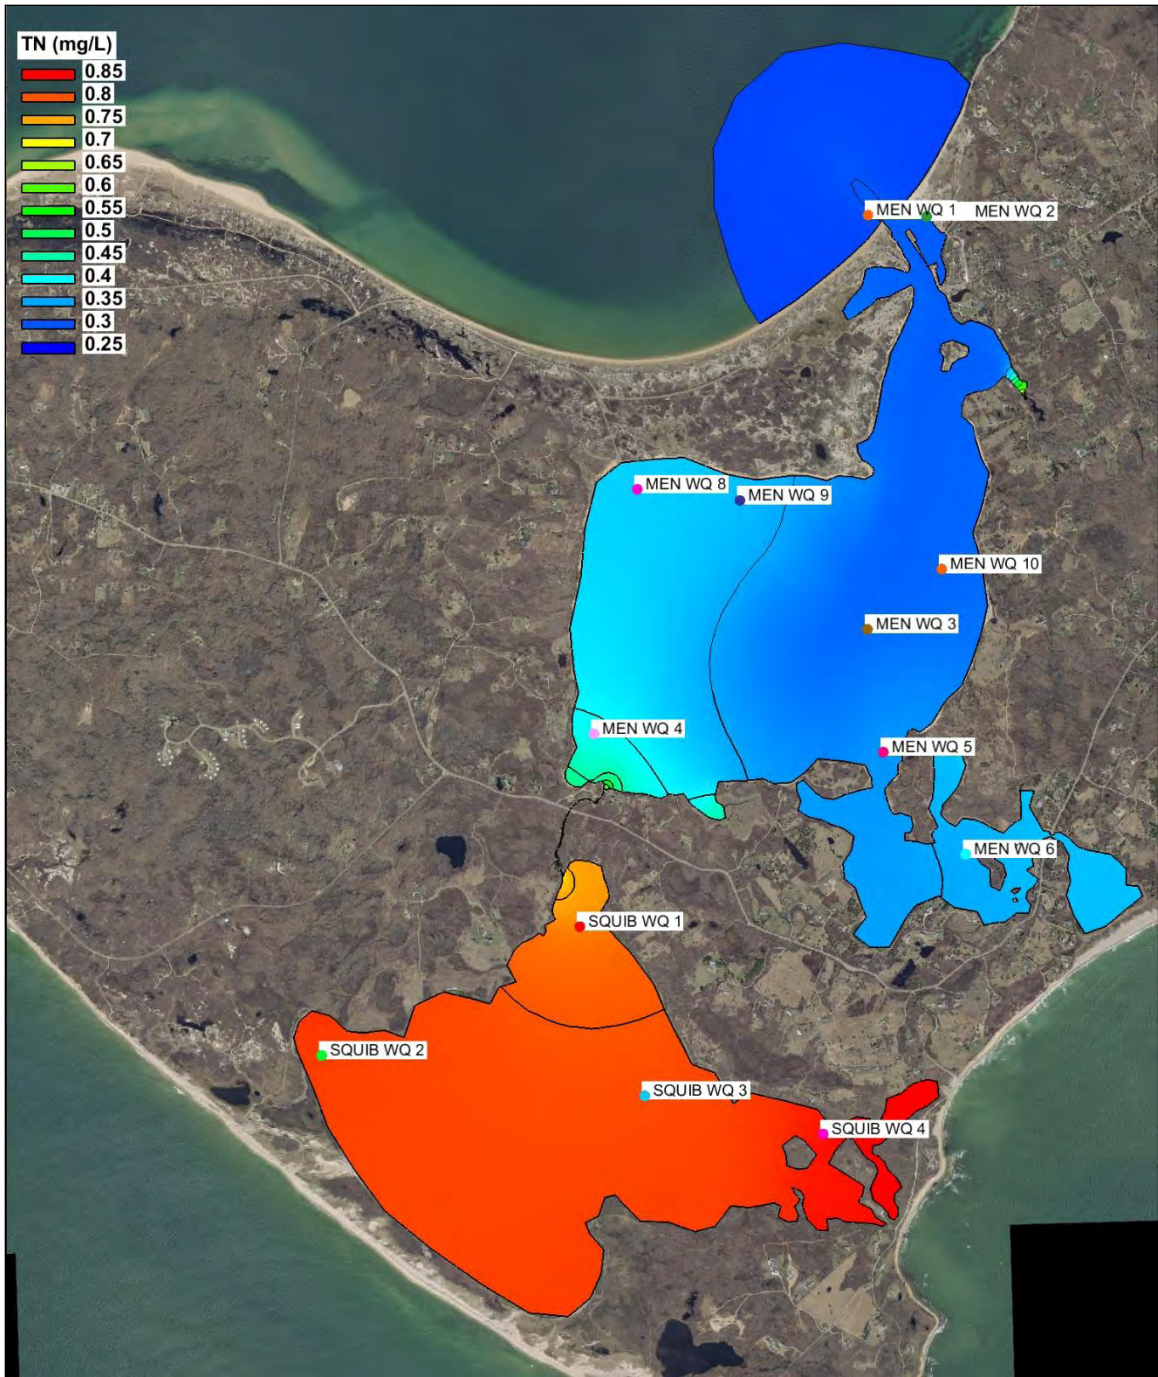 TN (mg/L)
0.85
0.8
0.75
0.7
0.65
0.6
0.55
0.5
0.45
0.4
0.35
0.3
0.25
MEN WQ 1
MEN WQ 2
MEN WQ 8
MEN WQ 9
MEN WQ 10
MEN WQ 3
MEN WQ 4
MEN WQ 5
MEN WQ 6
SQUIB WQ 1
SQUIB WQ 2
SQUIB WQ 3
SQUIB WQ 4